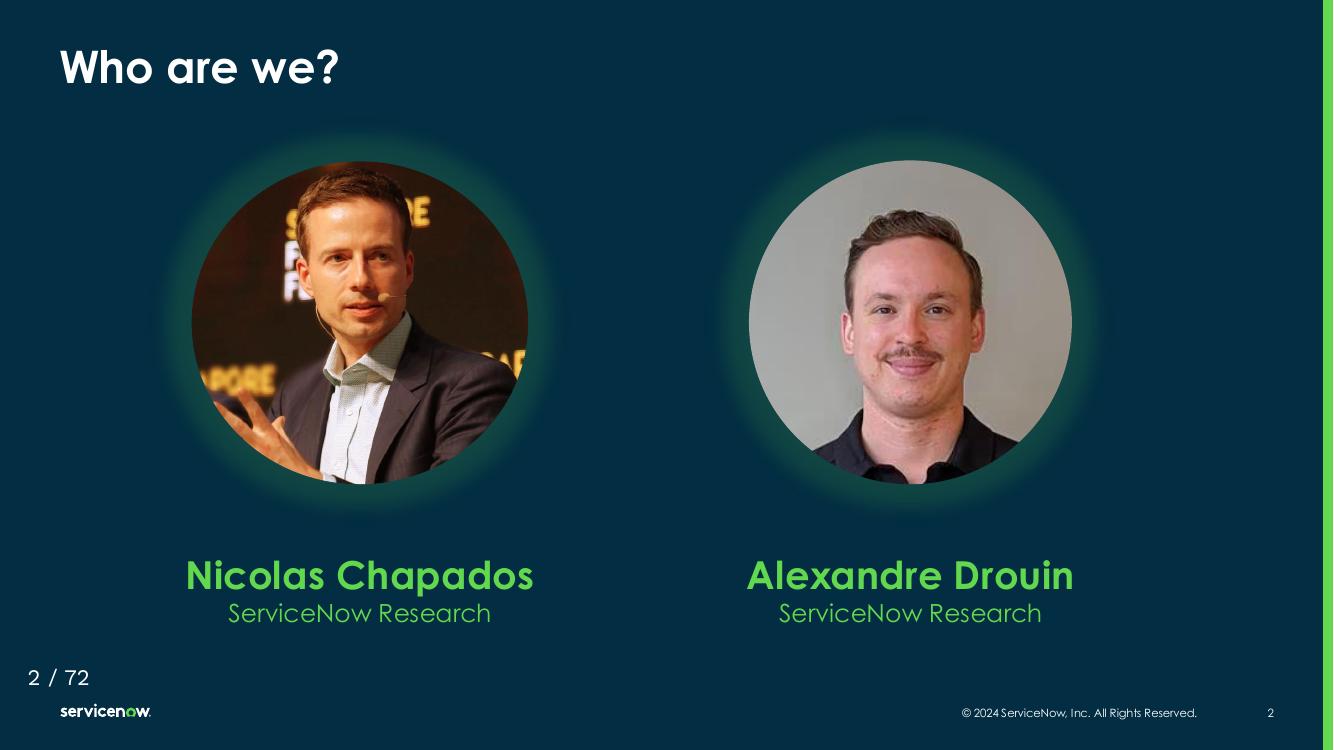 Who are we?
Nicolas Chapados
ServiceNow Research
Alexandre Drouin
ServiceNow Research
2 / 72
servicenow.
© 2024 ServiceNow, Inc. All Rights Reserved.
2